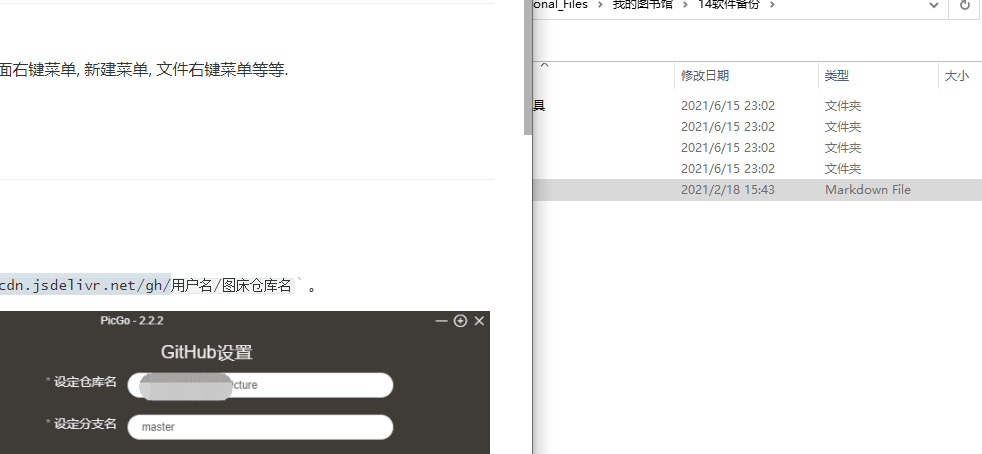 面右键菜单, 新建菜单, 文件右键菜单等等.
cdn.jsdelivr.net/gh/用户名/图床仓库名` 。
PicGo - 2.2.2
GitHub设置
* 设定仓库名
icture
* 设定分支名
master
onal_Files > 我的图书馆 > 14软件备份 >
修改日期 类型 大小
具 2021/6/15 23:02 文件夹
2021/6/15 23:02 文件夹
2021/6/15 23:02 文件夹
2021/6/15 23:02 文件夹
2021/2/18 15:43 Markdown File